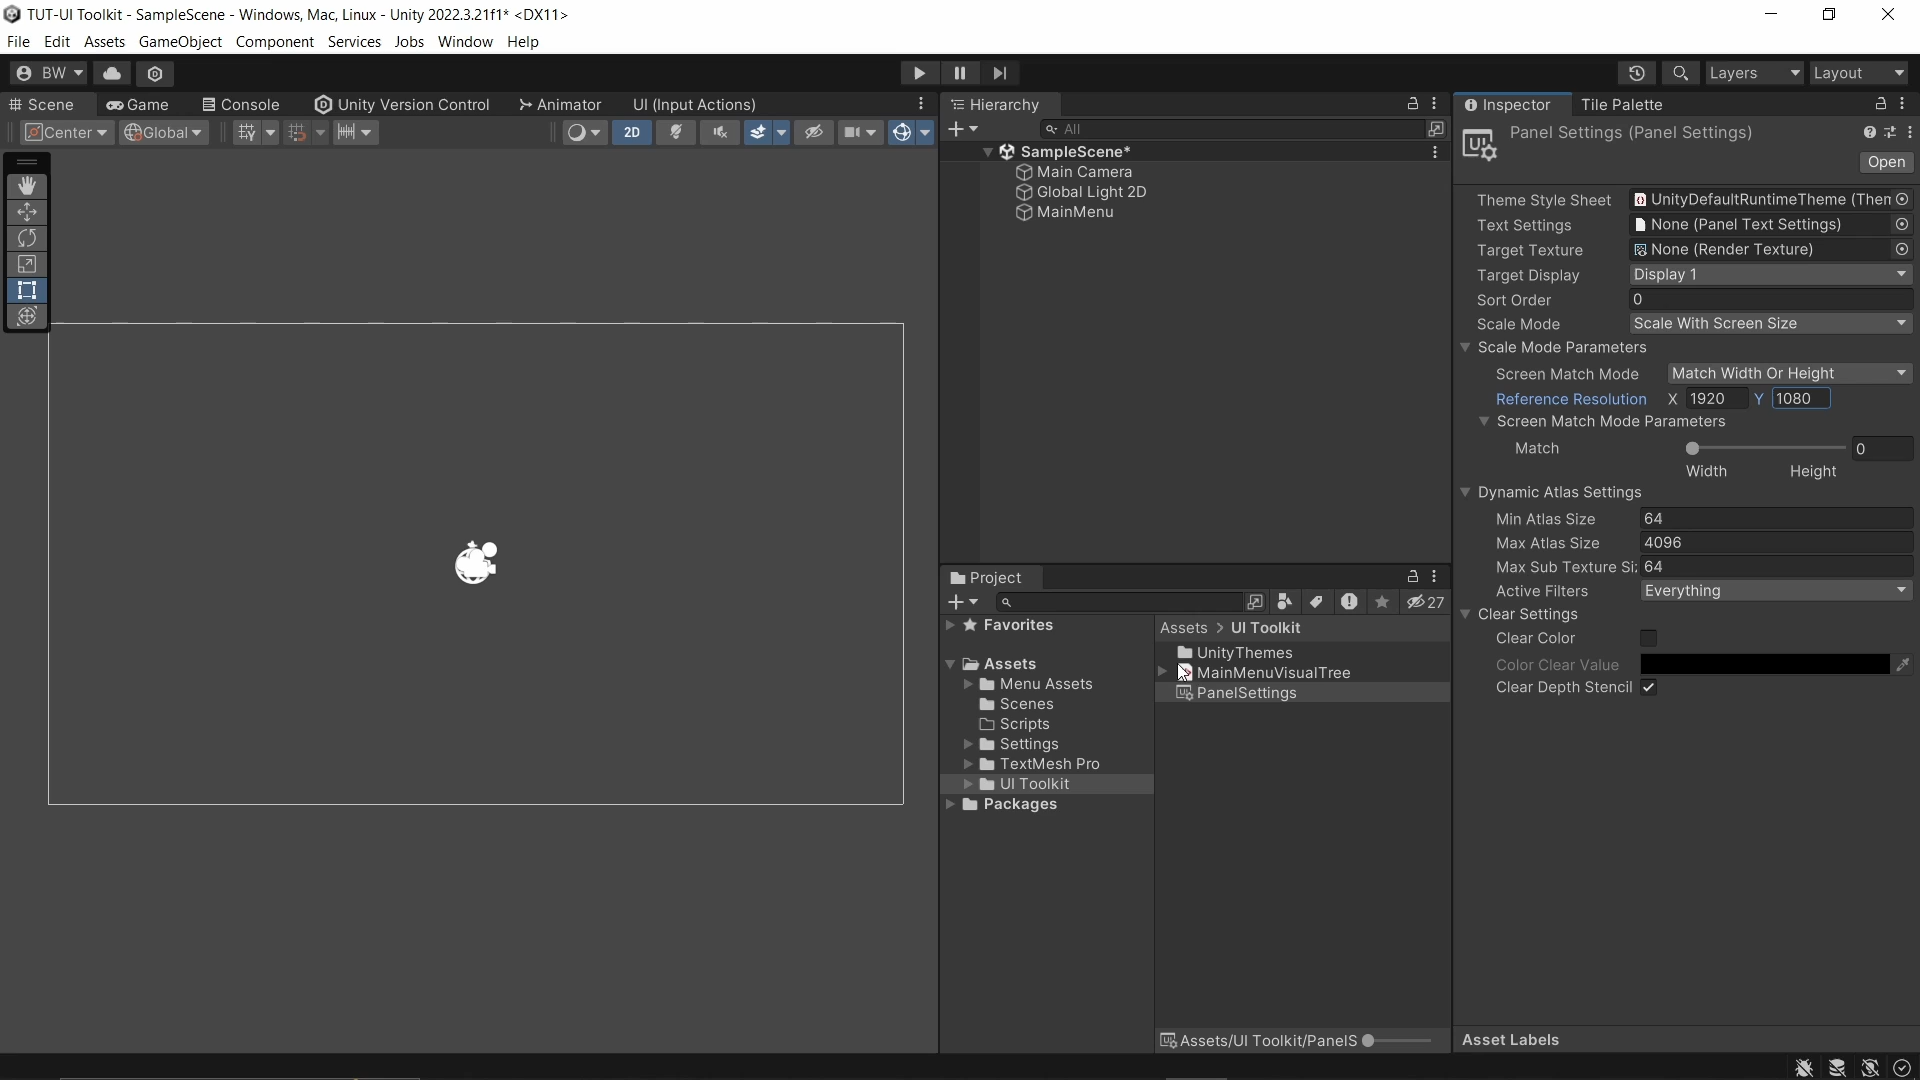 TUT-UI Toolkit - SampleScene - Windows, Mac, Linux - Unity 2022.3.21f1* <DX11>
File Edit Assets GameObject Component Services Jobs Window Help
BW Layers Layout
Scene Game Console Unity Version Control Animator UI (Input Actions)
Center Global 2D
Hierarchy
All
SampleScene*
Main Camera
Global Light 2D
MainMenu
Project
27
Favorites
Assets
Menu Assets
Scenes
Scripts
Settings
TextMesh Pro
UI Toolkit
Packages
Assets > UI Toolkit
UnityThemes
MainMenuVisualTree
PanelSettings
Assets/UI Toolkit/PanelS
Inspector Tile Palette
Panel Settings (Panel Settings)
Open
Theme Style Sheet UnityDefaultRuntimeTheme (Then
Text Settings None (Panel Text Settings)
Target Texture None (Render Texture)
Target Display Display 1
Sort Order 0
Scale Mode Scale With Screen Size
Scale Mode Parameters
Screen Match Mode Match Width Or Height
Reference Resolution X 1920 Y 1080
Screen Match Mode Parameters
Match 0
Width Height
Dynamic Atlas Settings
Min Atlas Size 64
Max Atlas Size 4096
Max Sub Texture Si: 64
Active Filters Everything
Clear Settings
Clear Color
Color Clear Value
Clear Depth Stencil
Asset Labels